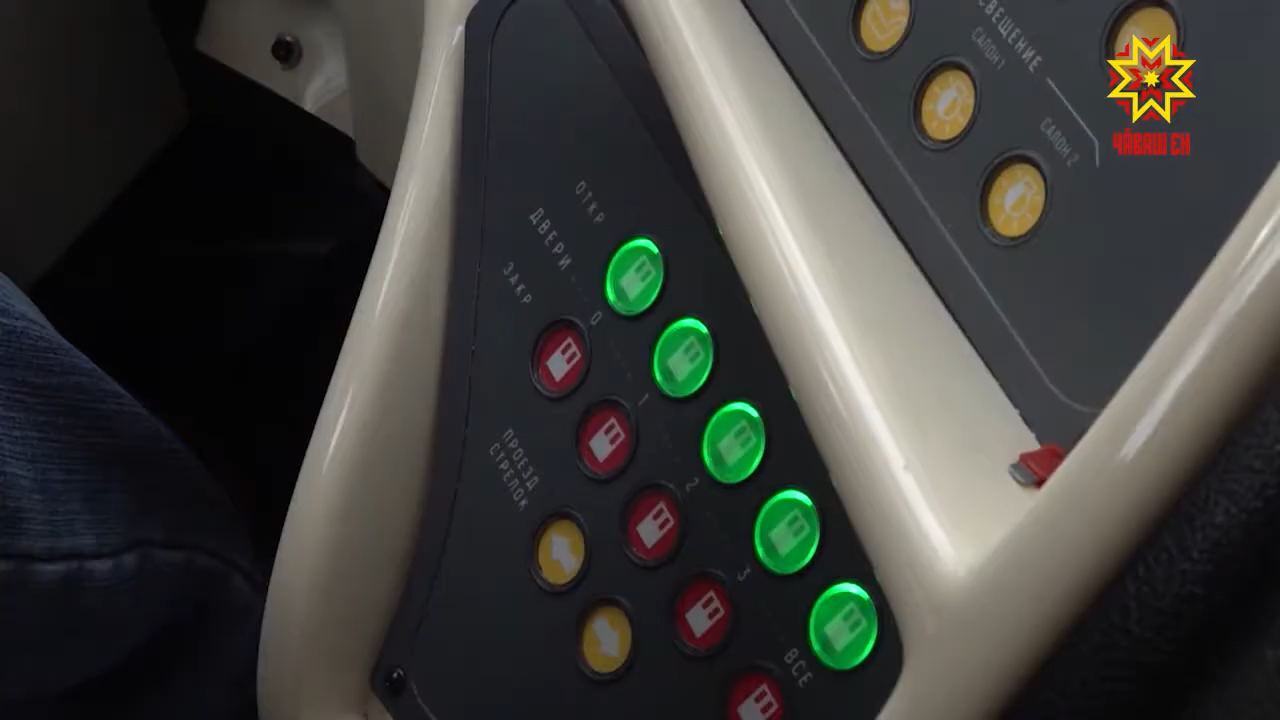 ОСВЕЩЕНИЕ
САЛОН 1
САЛОН 2
ЧӐВАШ ЕН
ОТКР
ДВЕРИ
ЗАКР
0
1
2
3
ВСЕ
ПРОЕЗД
СТРЕЛОК